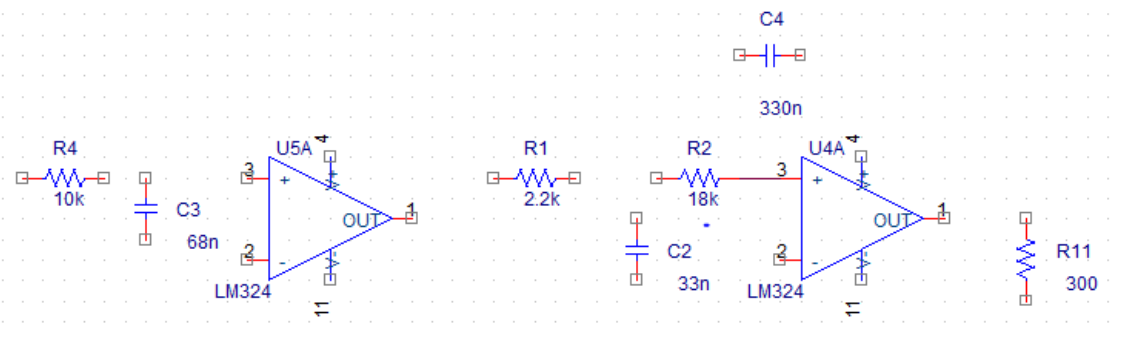 C4
330n
R4
10k
C3
68n
U5A
4
3
+
V+
OUT
1
2
-
V-
LM324
11
R1
2.2k
R2
18k
C2
33n
U4A
4
3
+
V+
OUT
1
2
-
V-
LM324
11
R11
300